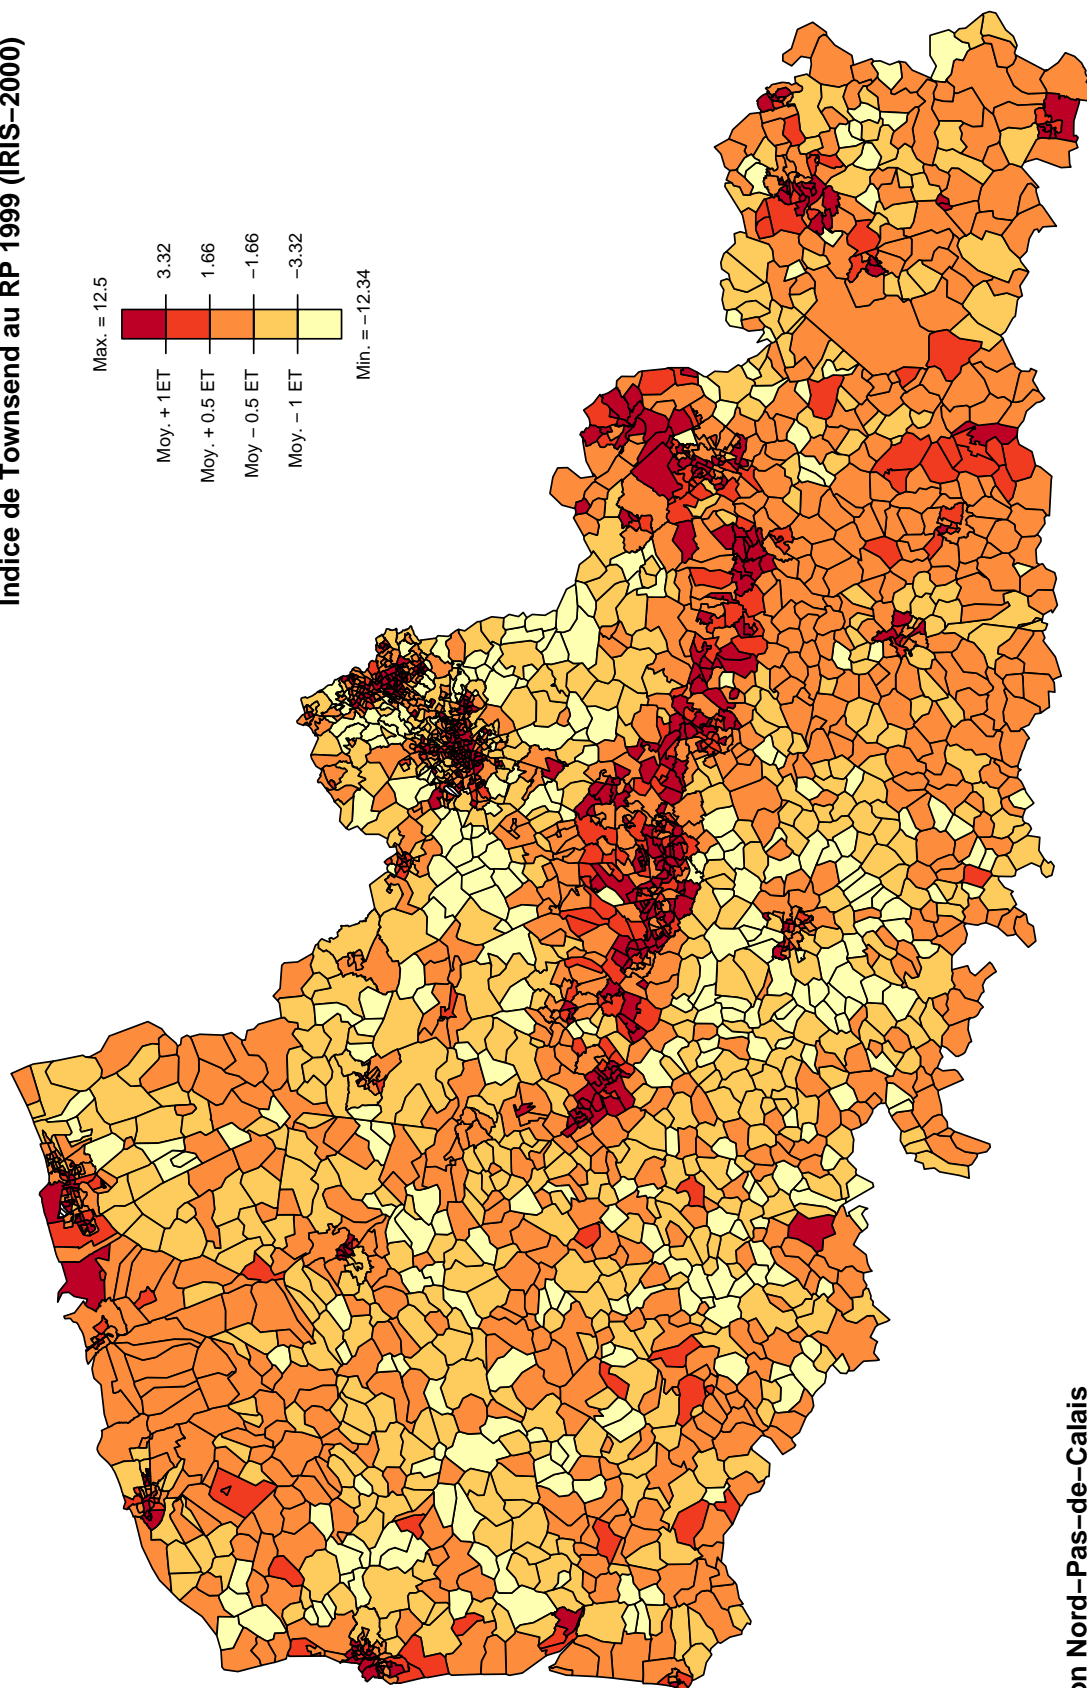 Indice de Townsend au RP 1999 (IRIS−2000)
Max. = 12.5
Moy. + 1ET 3.32
Moy. + 0.5 ET 1.66
Moy − 0.5 ET −1.66
Moy. − 1 ET −3.32
Min. = −12.34
Nord−Pas−de−Calais